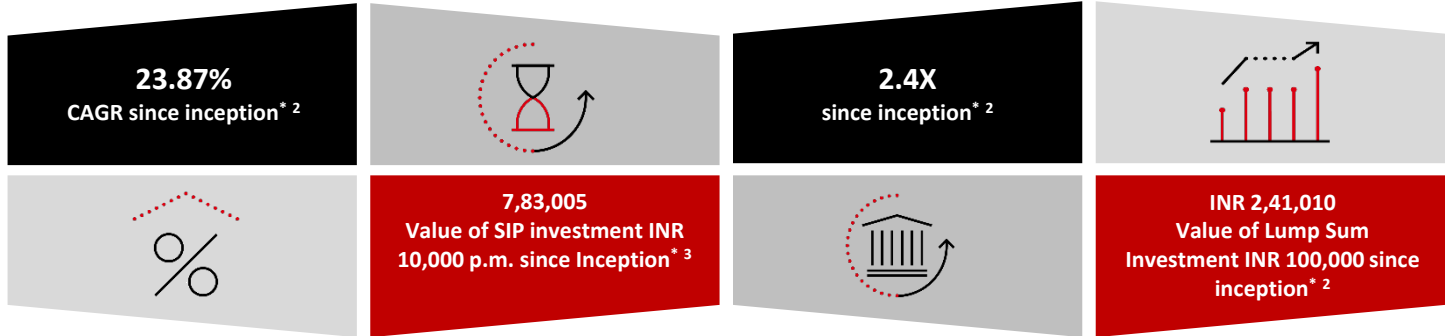 23.87%
CAGR since inception* 2
2.4X
since inception* 2
7,83,005
Value of SIP investment INR
10,000 p.m. since Inception* 3
INR 2,41,010
Value of Lump Sum
Investment INR 100,000 since
inception* 2